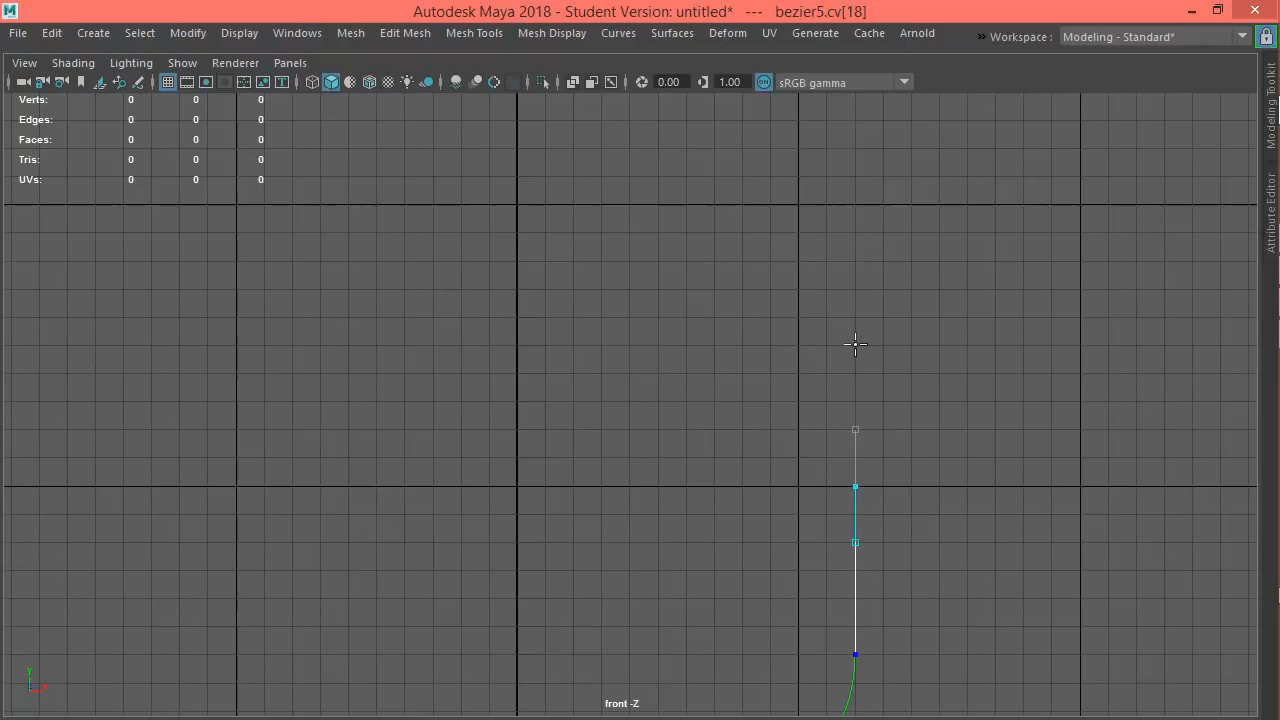 Autodesk Maya 2018 - Student Version: untitled* --- bezier5.cv[18]
File Edit Create Select Modify Display Windows Mesh Edit Mesh Mesh Tools Mesh Display Curves Surfaces Deform UV Generate Cache Arnold » Workspace: Modeling - Standard*
View Shading Lighting Show Renderer Panels
0.00 1.00 ON sRGB gamma
Verts: 0 0 0
Edges: 0 0 0
Faces: 0 0 0
Tris: 0 0 0
UVs: 0 0 0
Modeling Toolkit
Attribute Editor
y
front -Z